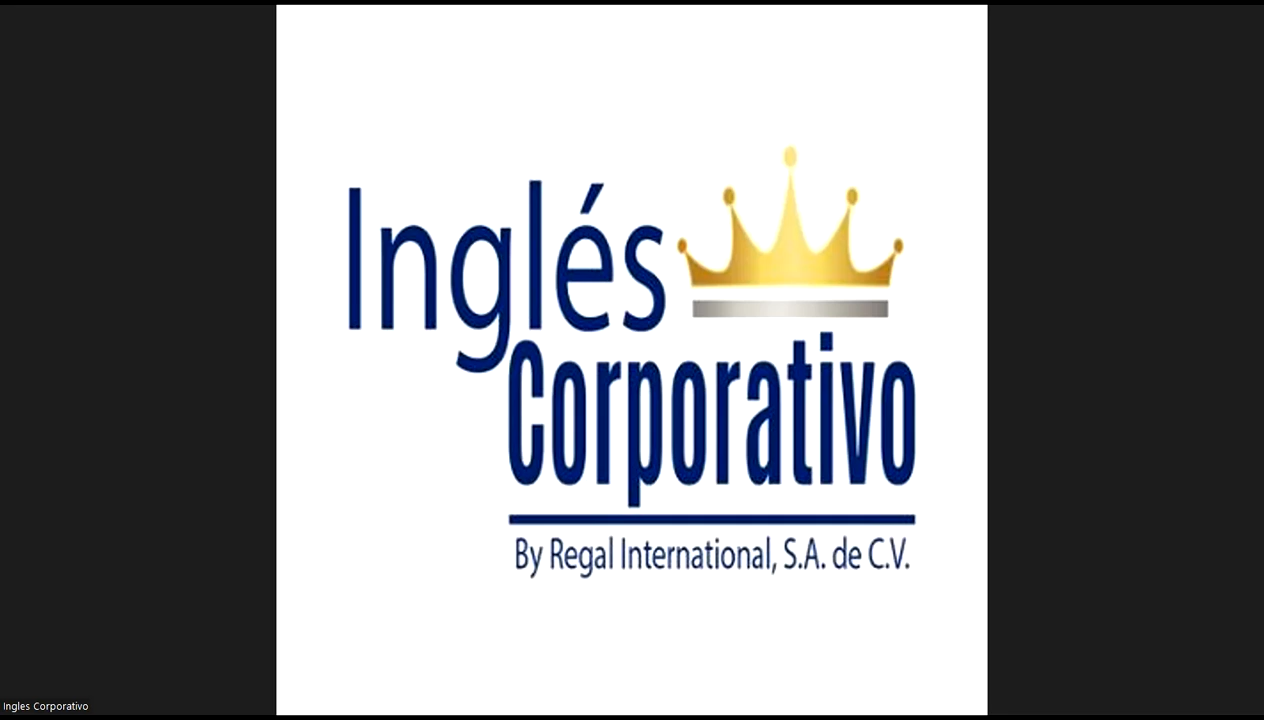 Inglés
Corporativo
By Regal International, S.A. de C.V.
Ingles Corporativo